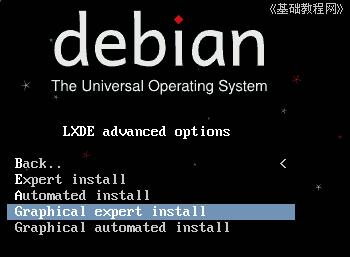 《基础教程网》
debian
The Universal Operating System
LXDE advanced options
Back.. <
Expert install
Automated install
Graphical expert install
Graphical automated install